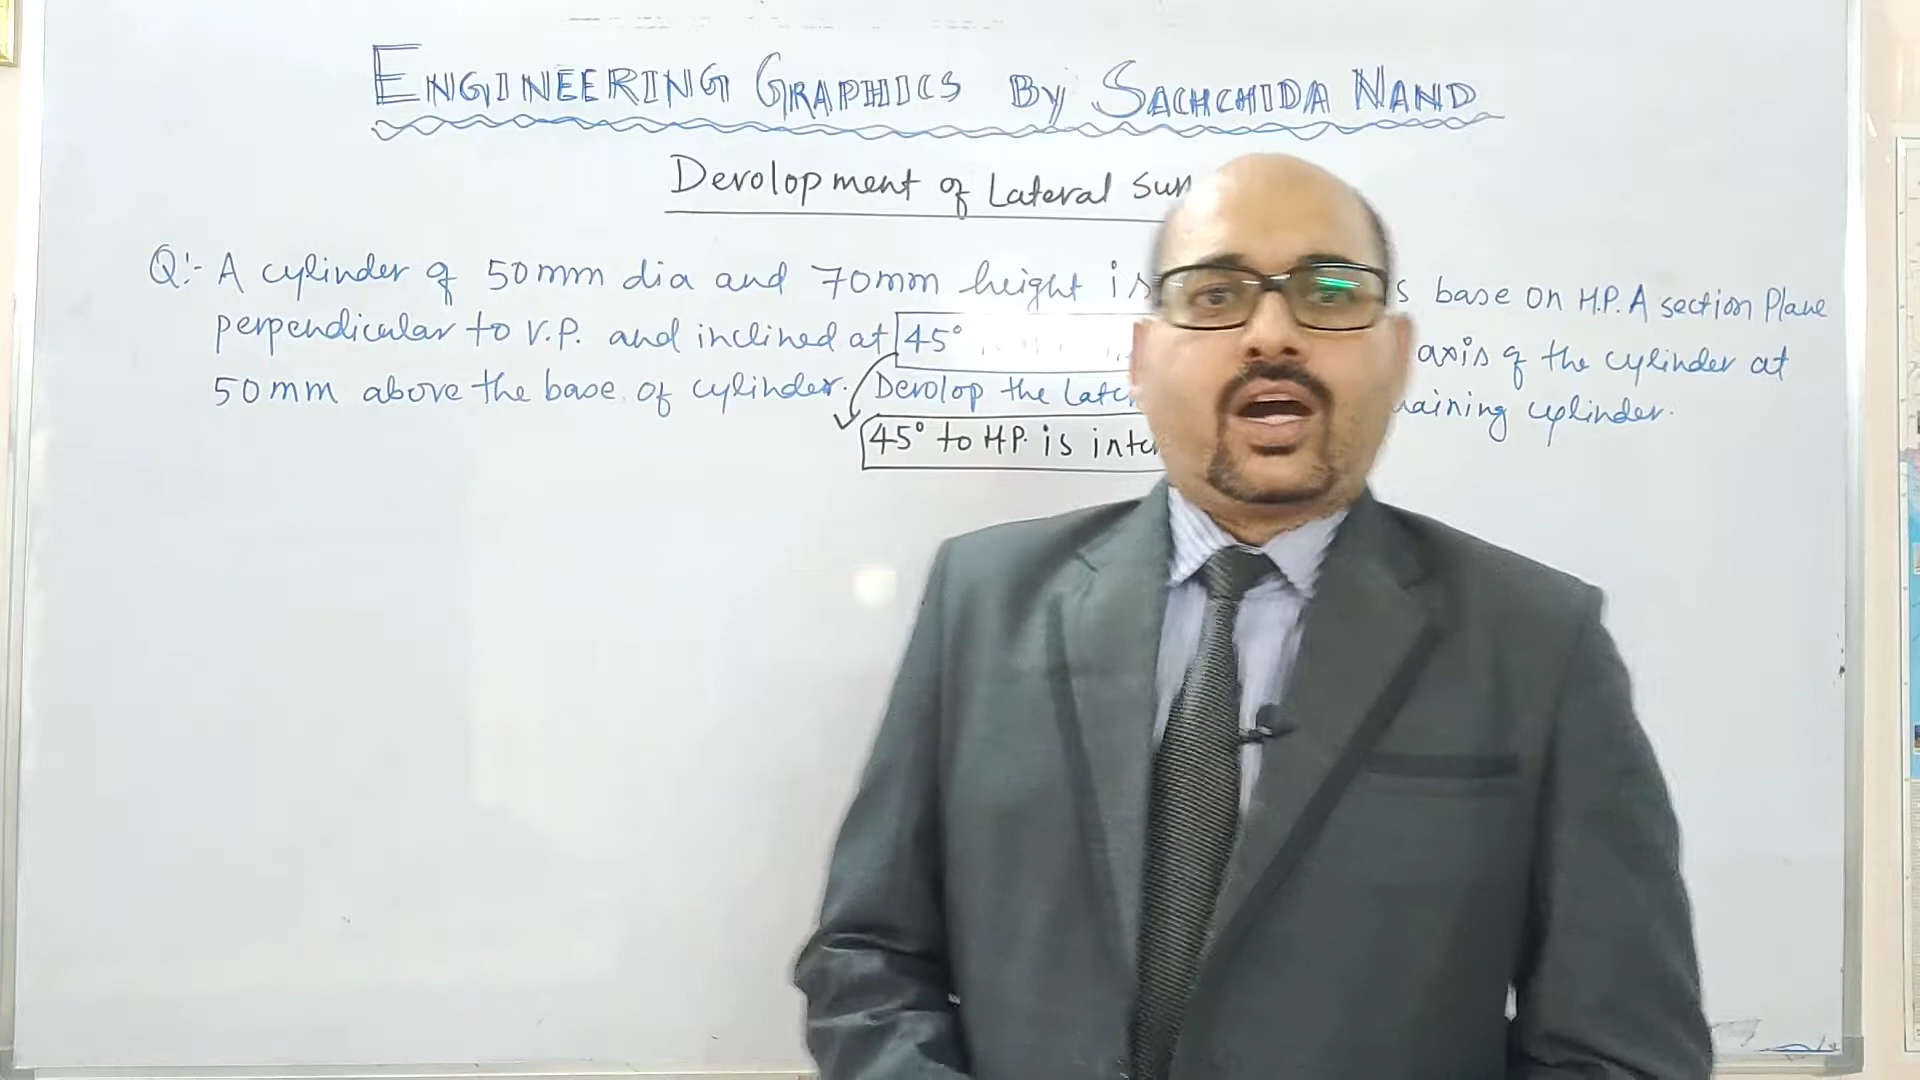 ENGINEERING GRAPHICS BY SACHCHIDA NAND
Devolopment of Lateral Sur
Q:- A cylinder of 50mm dia and 70mm height is s base on H.P. A section Plane
perpendicular to V.P. and inclined at 45° axis of the cylinder at
50mm above the base of cylinder. Devolop the Late maining cylinder.
45° to H.P. is inte